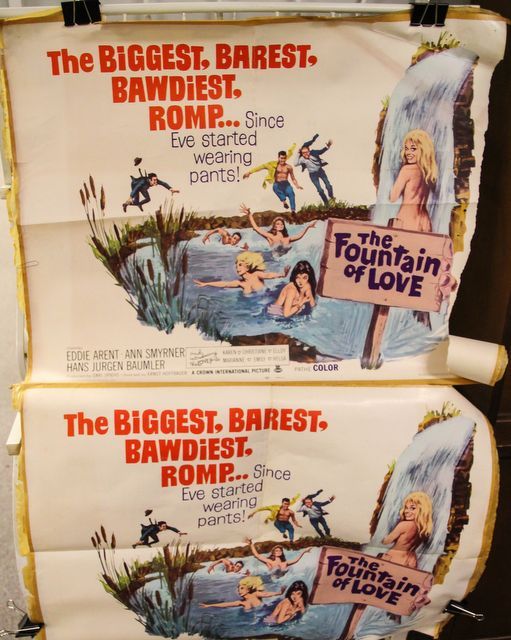 The BiGGEST, BAREST,
BAWDiEST,
ROMP... Since
Eve started
wearing
pants!
The
Fountain
of LOVE
EDDIE ARENT · ANN SMYRNER
HANS JURGEN BAUMLER
A CROWN INTERNATIONAL PICTURE
PATHE COLOR
The BiGGEST, BAREST,
BAWDiEST,
ROMP... Since
Eve started
wearing
pants!
The
Fountain
of LOVE